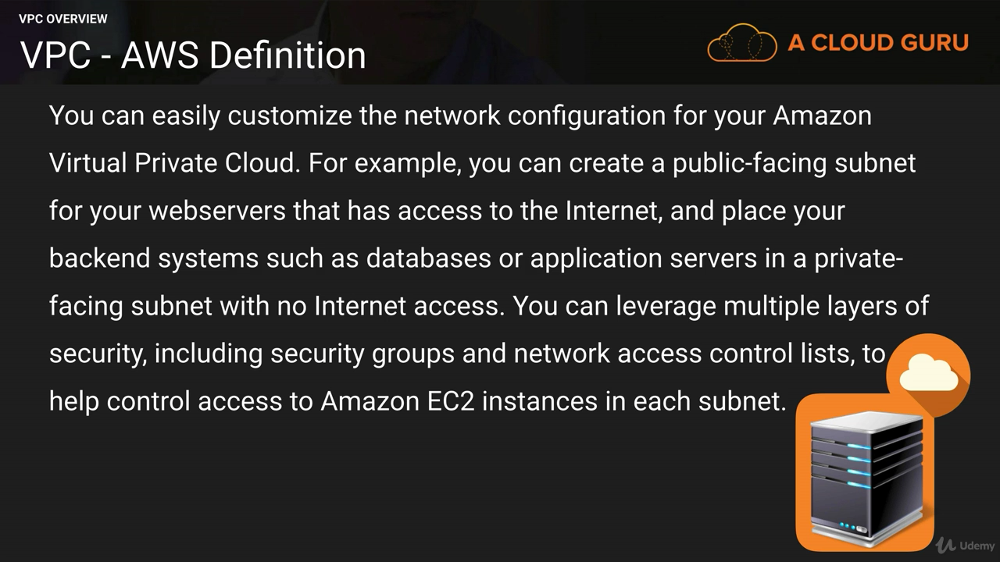 VPC OVERVIEW
VPC - AWS Definition
A CLOUD GURU
You can easily customize the network configuration for your Amazon
Virtual Private Cloud. For example, you can create a public-facing subnet
for your webservers that has access to the Internet, and place your
backend systems such as databases or application servers in a private-
facing subnet with no Internet access. You can leverage multiple layers of
security, including security groups and network access control lists, to
help control access to Amazon EC2 instances in each subnet.
Udemy